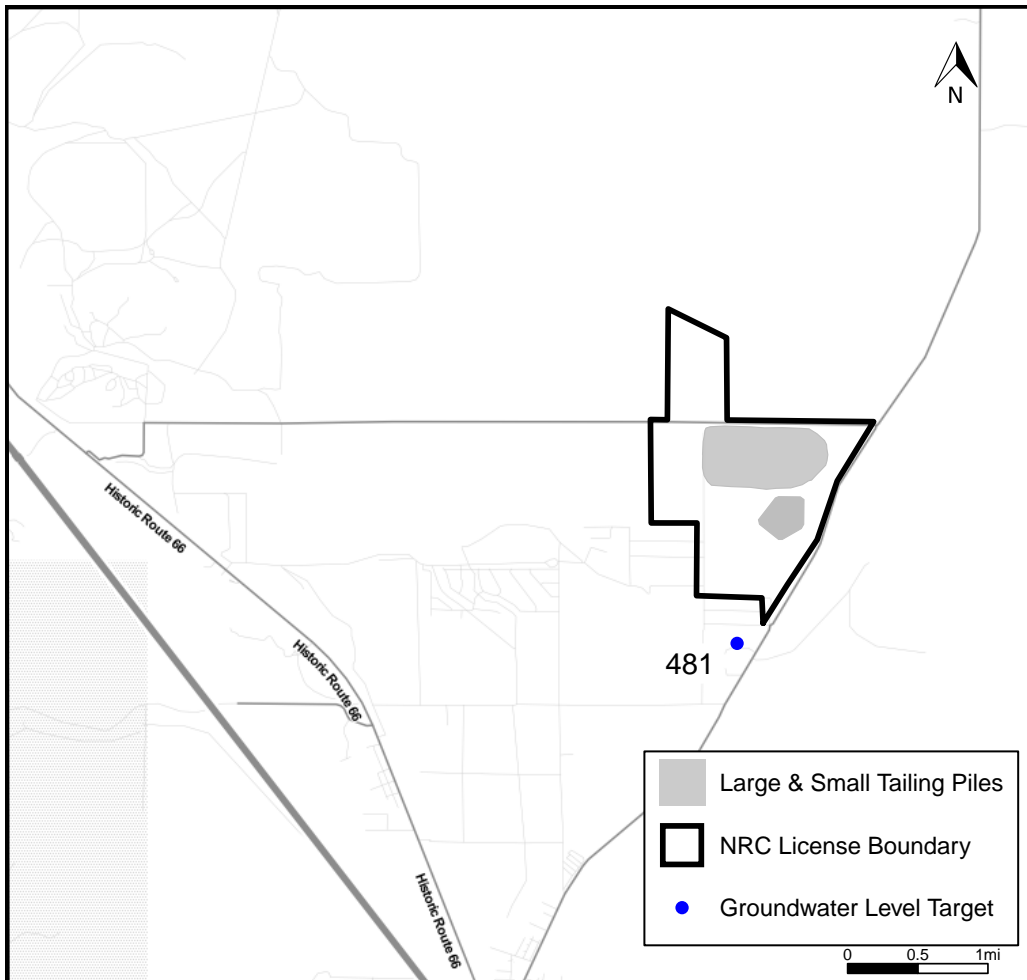 N
Historic Route 66
Historic Route 66
481
Large & Small Tailing Piles
NRC License Boundary
Groundwater Level Target
Historic Route 66
0 0.5 1mi